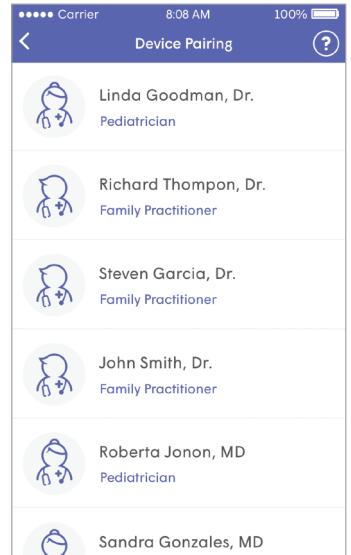 Carrier 8:08 AM 100%
Device Pairing ?
Linda Goodman, Dr.
Pediatrician
Richard Thompon, Dr.
Family Practitioner
Steven Garcia, Dr.
Family Practitioner
John Smith, Dr.
Family Practitioner
Roberta Jonon, MD
Pediatrician
Sandra Gonzales, MD